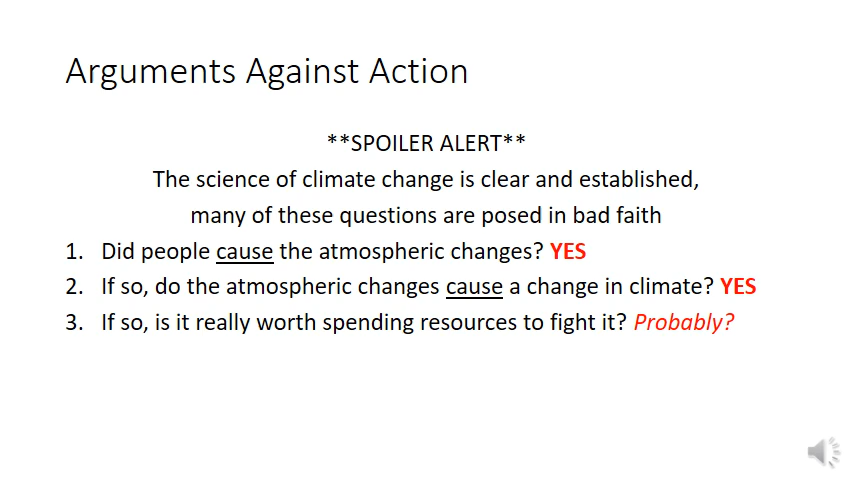 Arguments Against Action
**SPOILER ALERT**
The science of climate change is clear and established,
many of these questions are posed in bad faith
1. Did people cause the atmospheric changes? YES
2. If so, do the atmospheric changes cause a change in climate? YES
3. If so, is it really worth spending resources to fight it? Probably?